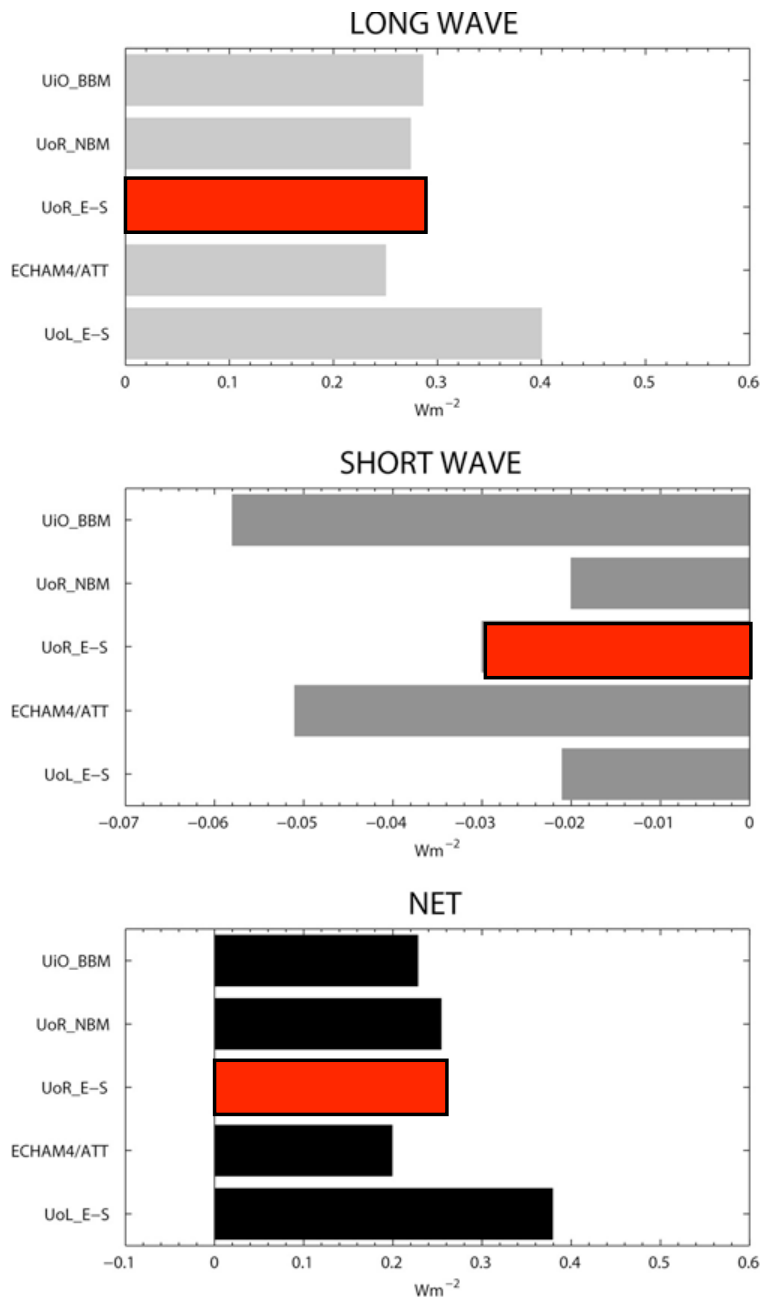 LONG WAVE
UiO_BBM
UoR_NBM
UoR_E−S
ECHAM4/ATT
UoL_E−S
0 0.1 0.2 0.3 0.4 0.5 0.6
Wm−2
SHORT WAVE
UiO_BBM
UoR_NBM
UoR_E−S
ECHAM4/ATT
UoL_E−S
−0.07 −0.06 −0.05 −0.04 −0.03 −0.02 −0.01 0
Wm−2
NET
UiO_BBM
UoR_NBM
UoR_E−S
ECHAM4/ATT
UoL_E−S
−0.1 0 0.1 0.2 0.3 0.4 0.5 0.6
Wm−2